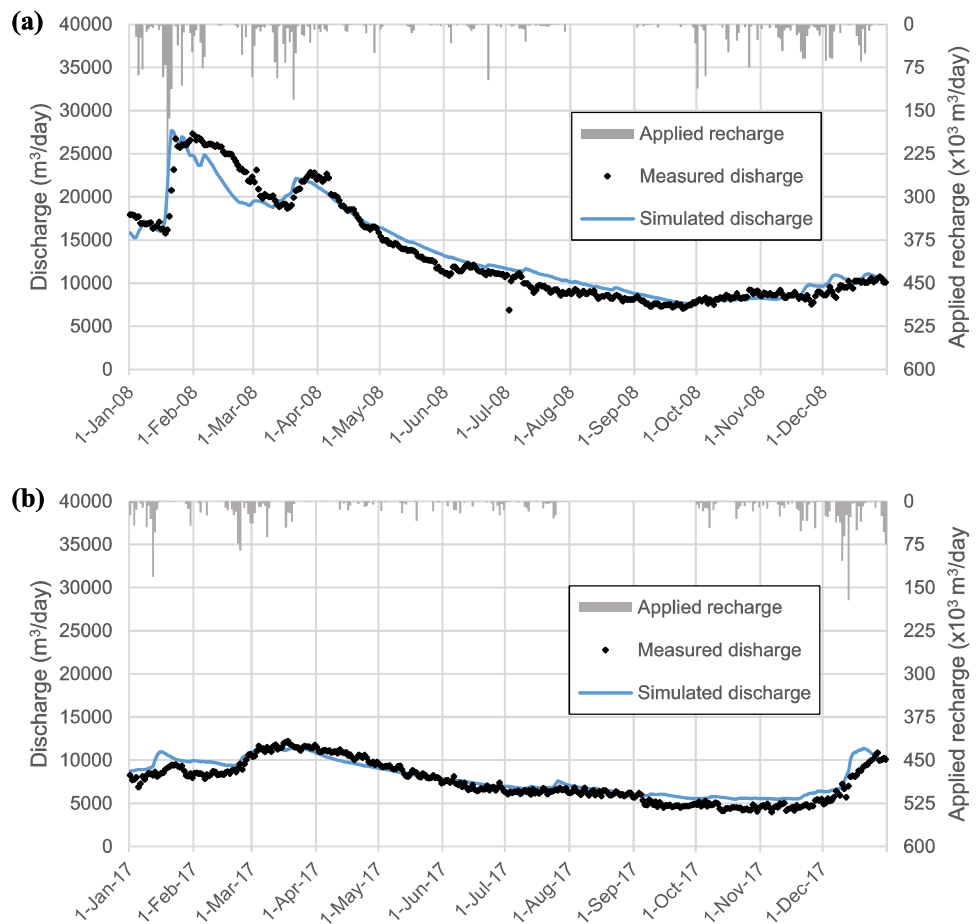 (a)
40000
35000
30000
25000
20000
15000
10000
5000
0
Discharge (m³/day)
0
75
150
225
300
375
450
525
600
Applied recharge (x10³ m³/day)
Applied recharge
Measured disharge
Simulated discharge
1-Jan-08
1-Feb-08
1-Mar-08
1-Apr-08
1-May-08
1-Jun-08
1-Jul-08
1-Aug-08
1-Sep-08
1-Oct-08
1-Nov-08
1-Dec-08
(b)
40000
35000
30000
25000
20000
15000
10000
5000
0
Discharge (m³/day)
0
75
150
225
300
375
450
525
600
Applied recharge (x10³ m³/day
Applied recharge
Measured disharge
Simulated discharge
1-Jan-17
1-Feb-17
1-Mar-17
1-Apr-17
1-May-17
1-Jun-17
1-Jul-17
1-Aug-17
1-Sep-17
1-Oct-17
1-Nov-17
1-Dec-17